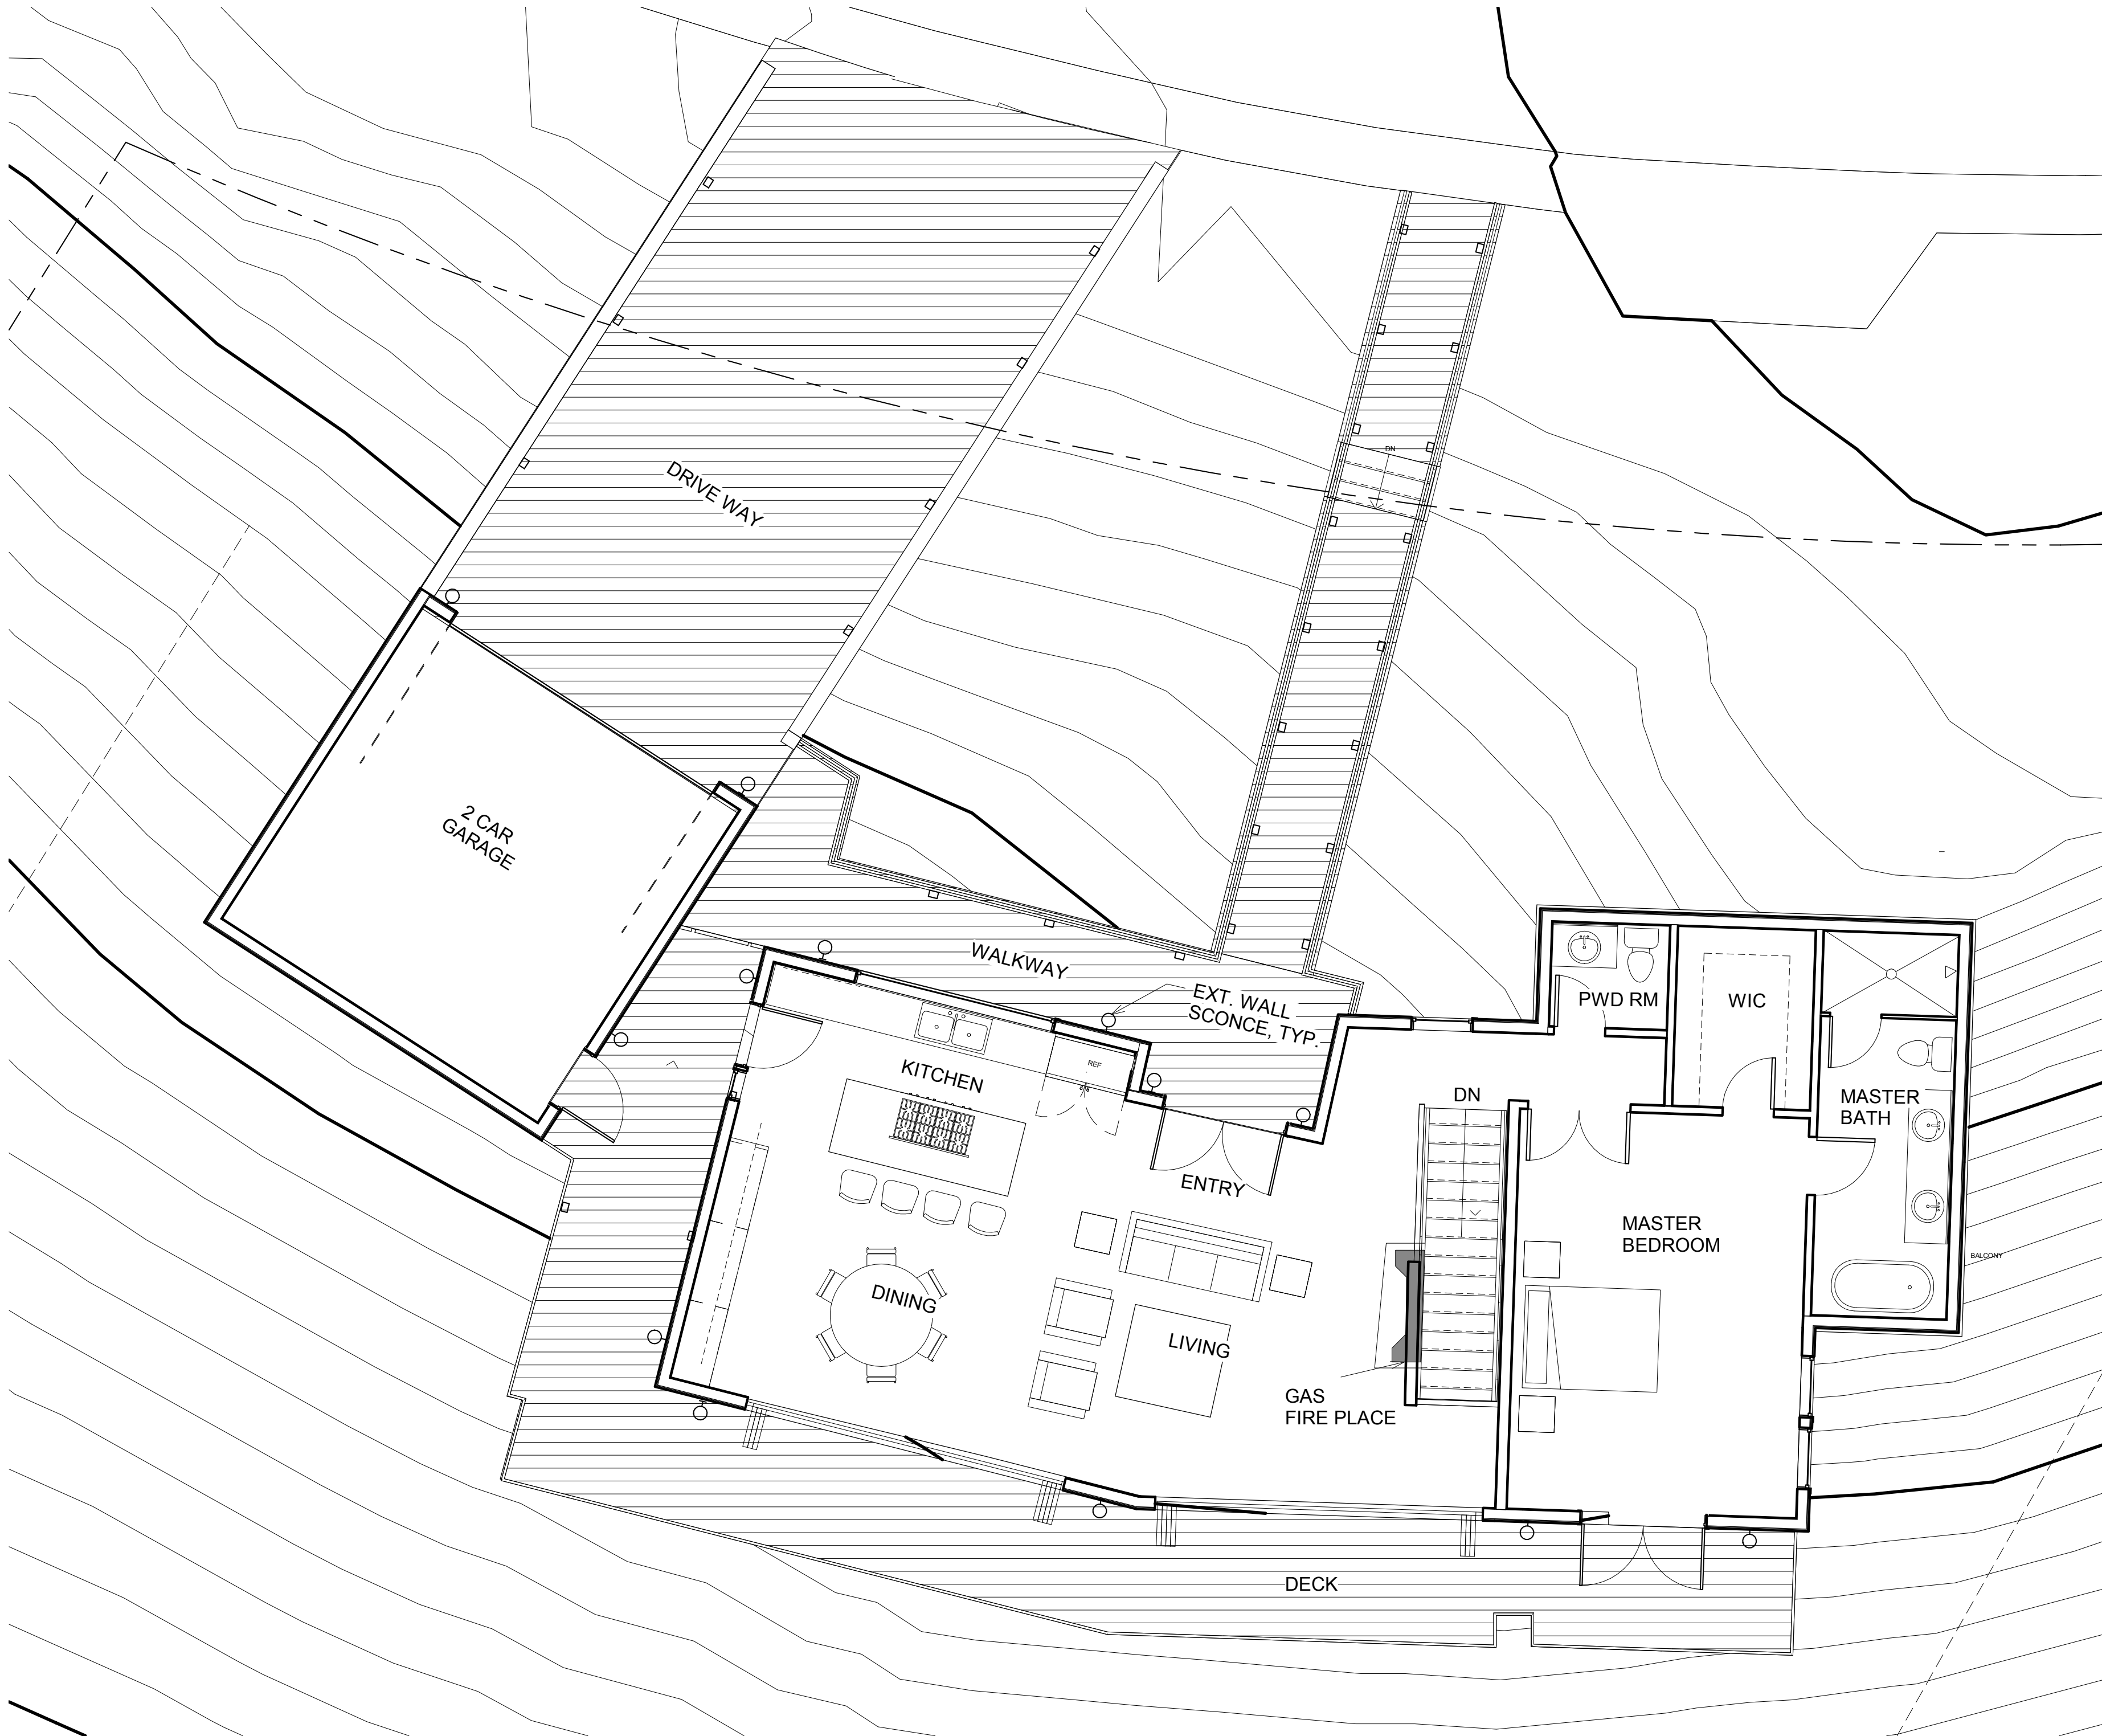 DN
DRIVE WAY
2 CAR
GARAGE
WALKWAY
EXT. WALL
SCONCE, TYP.
PWD RM
WIC
REF
KITCHEN
DN
MASTER
BATH
ENTRY
MASTER
BEDROOM
BALCONY
DINING
LIVING
GAS
FIRE PLACE
DECK